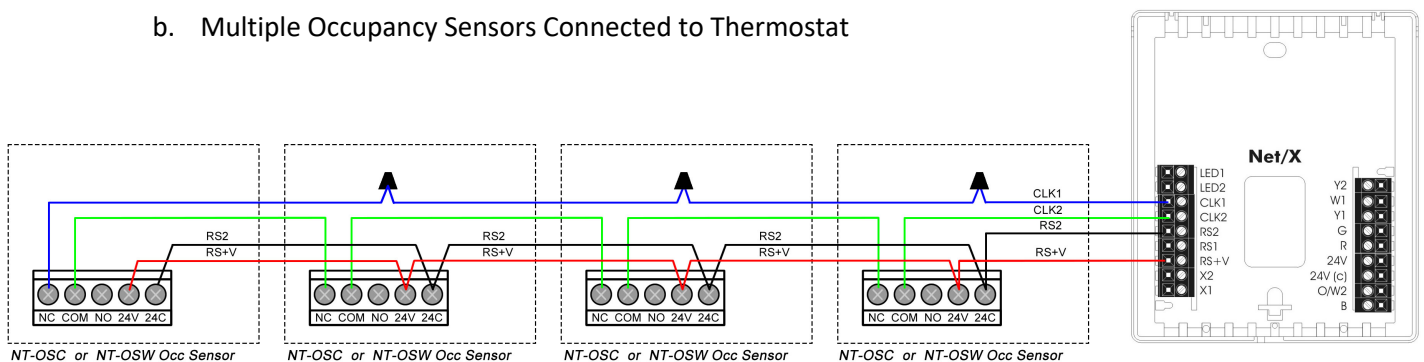 b. Multiple Occupancy Sensors Connected to Thermostat
Net/X
LED1
LED2
CLK1
CLK2
RS2
RS1
RS+V
X2
X1
Y2
W1
Y1
G
R
24V
24V (c)
O/W2
B
CLK1
CLK2
RS2 RS2 RS2 RS2
RS+V RS+V RS+V RS+V
NC COM NO 24V 24C NC COM NO 24V 24C NC COM NO 24V 24C NC COM NO 24V 24C
NT-OSC or NT-OSW Occ Sensor NT-OSC or NT-OSW Occ Sensor NT-OSC or NT-OSW Occ Sensor NT-OSC or NT-OSW Occ Sensor